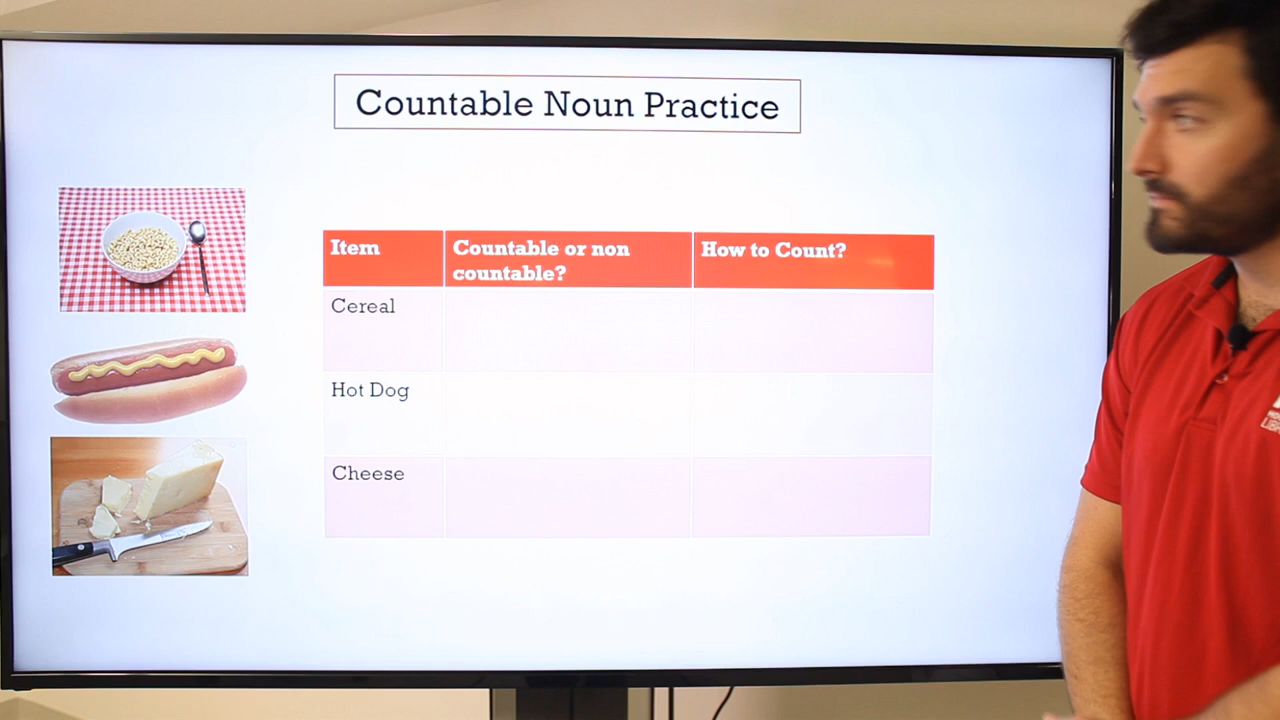 Countable Noun Practice
Item
Countable or non
countable?
How to Count?
Cereal
Hot Dog
Cheese